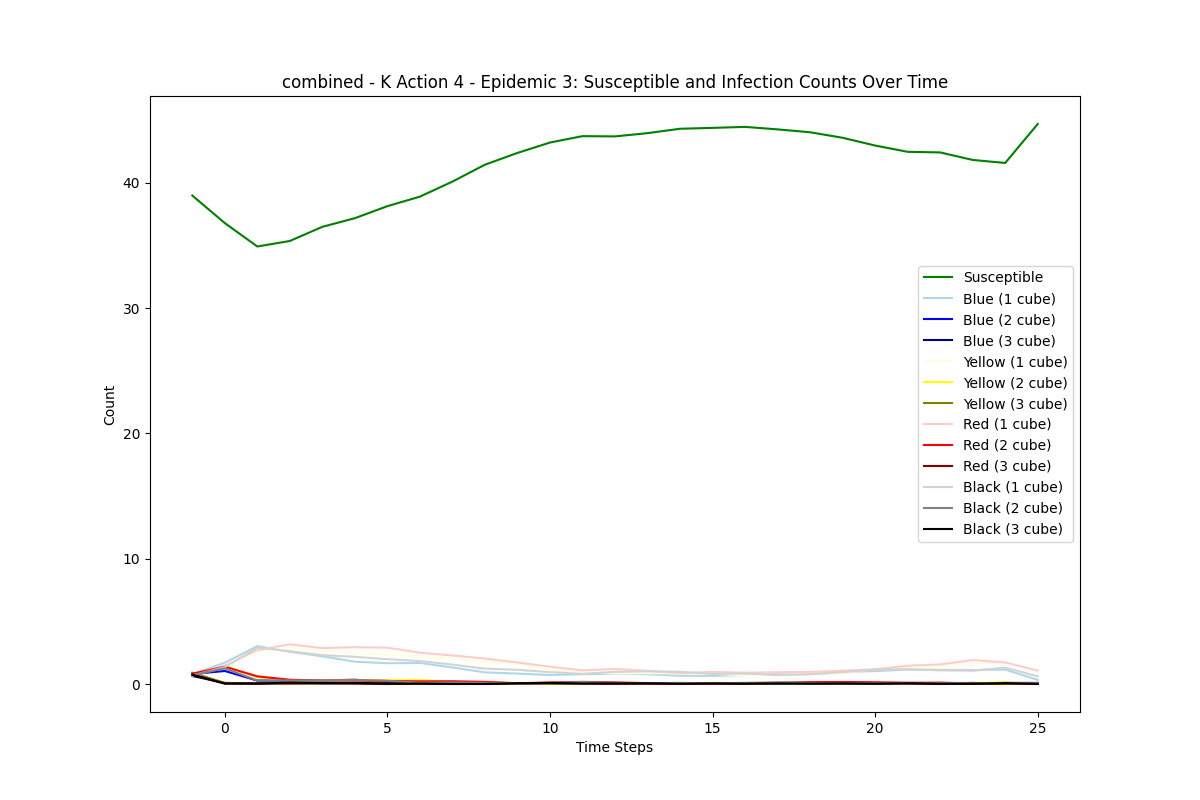 combined - K Action 4 - Epidemic 3: Susceptible and Infection Counts Over Time
Count
40
30
20
10
0
Susceptible
Blue (1 cube)
Blue (2 cube)
Blue (3 cube)
Yellow (1 cube)
Yellow (2 cube)
Yellow (3 cube)
Red (1 cube)
Red (2 cube)
Red (3 cube)
Black (1 cube)
Black (2 cube)
Black (3 cube)
0 5 10 15 20 25
Time Steps